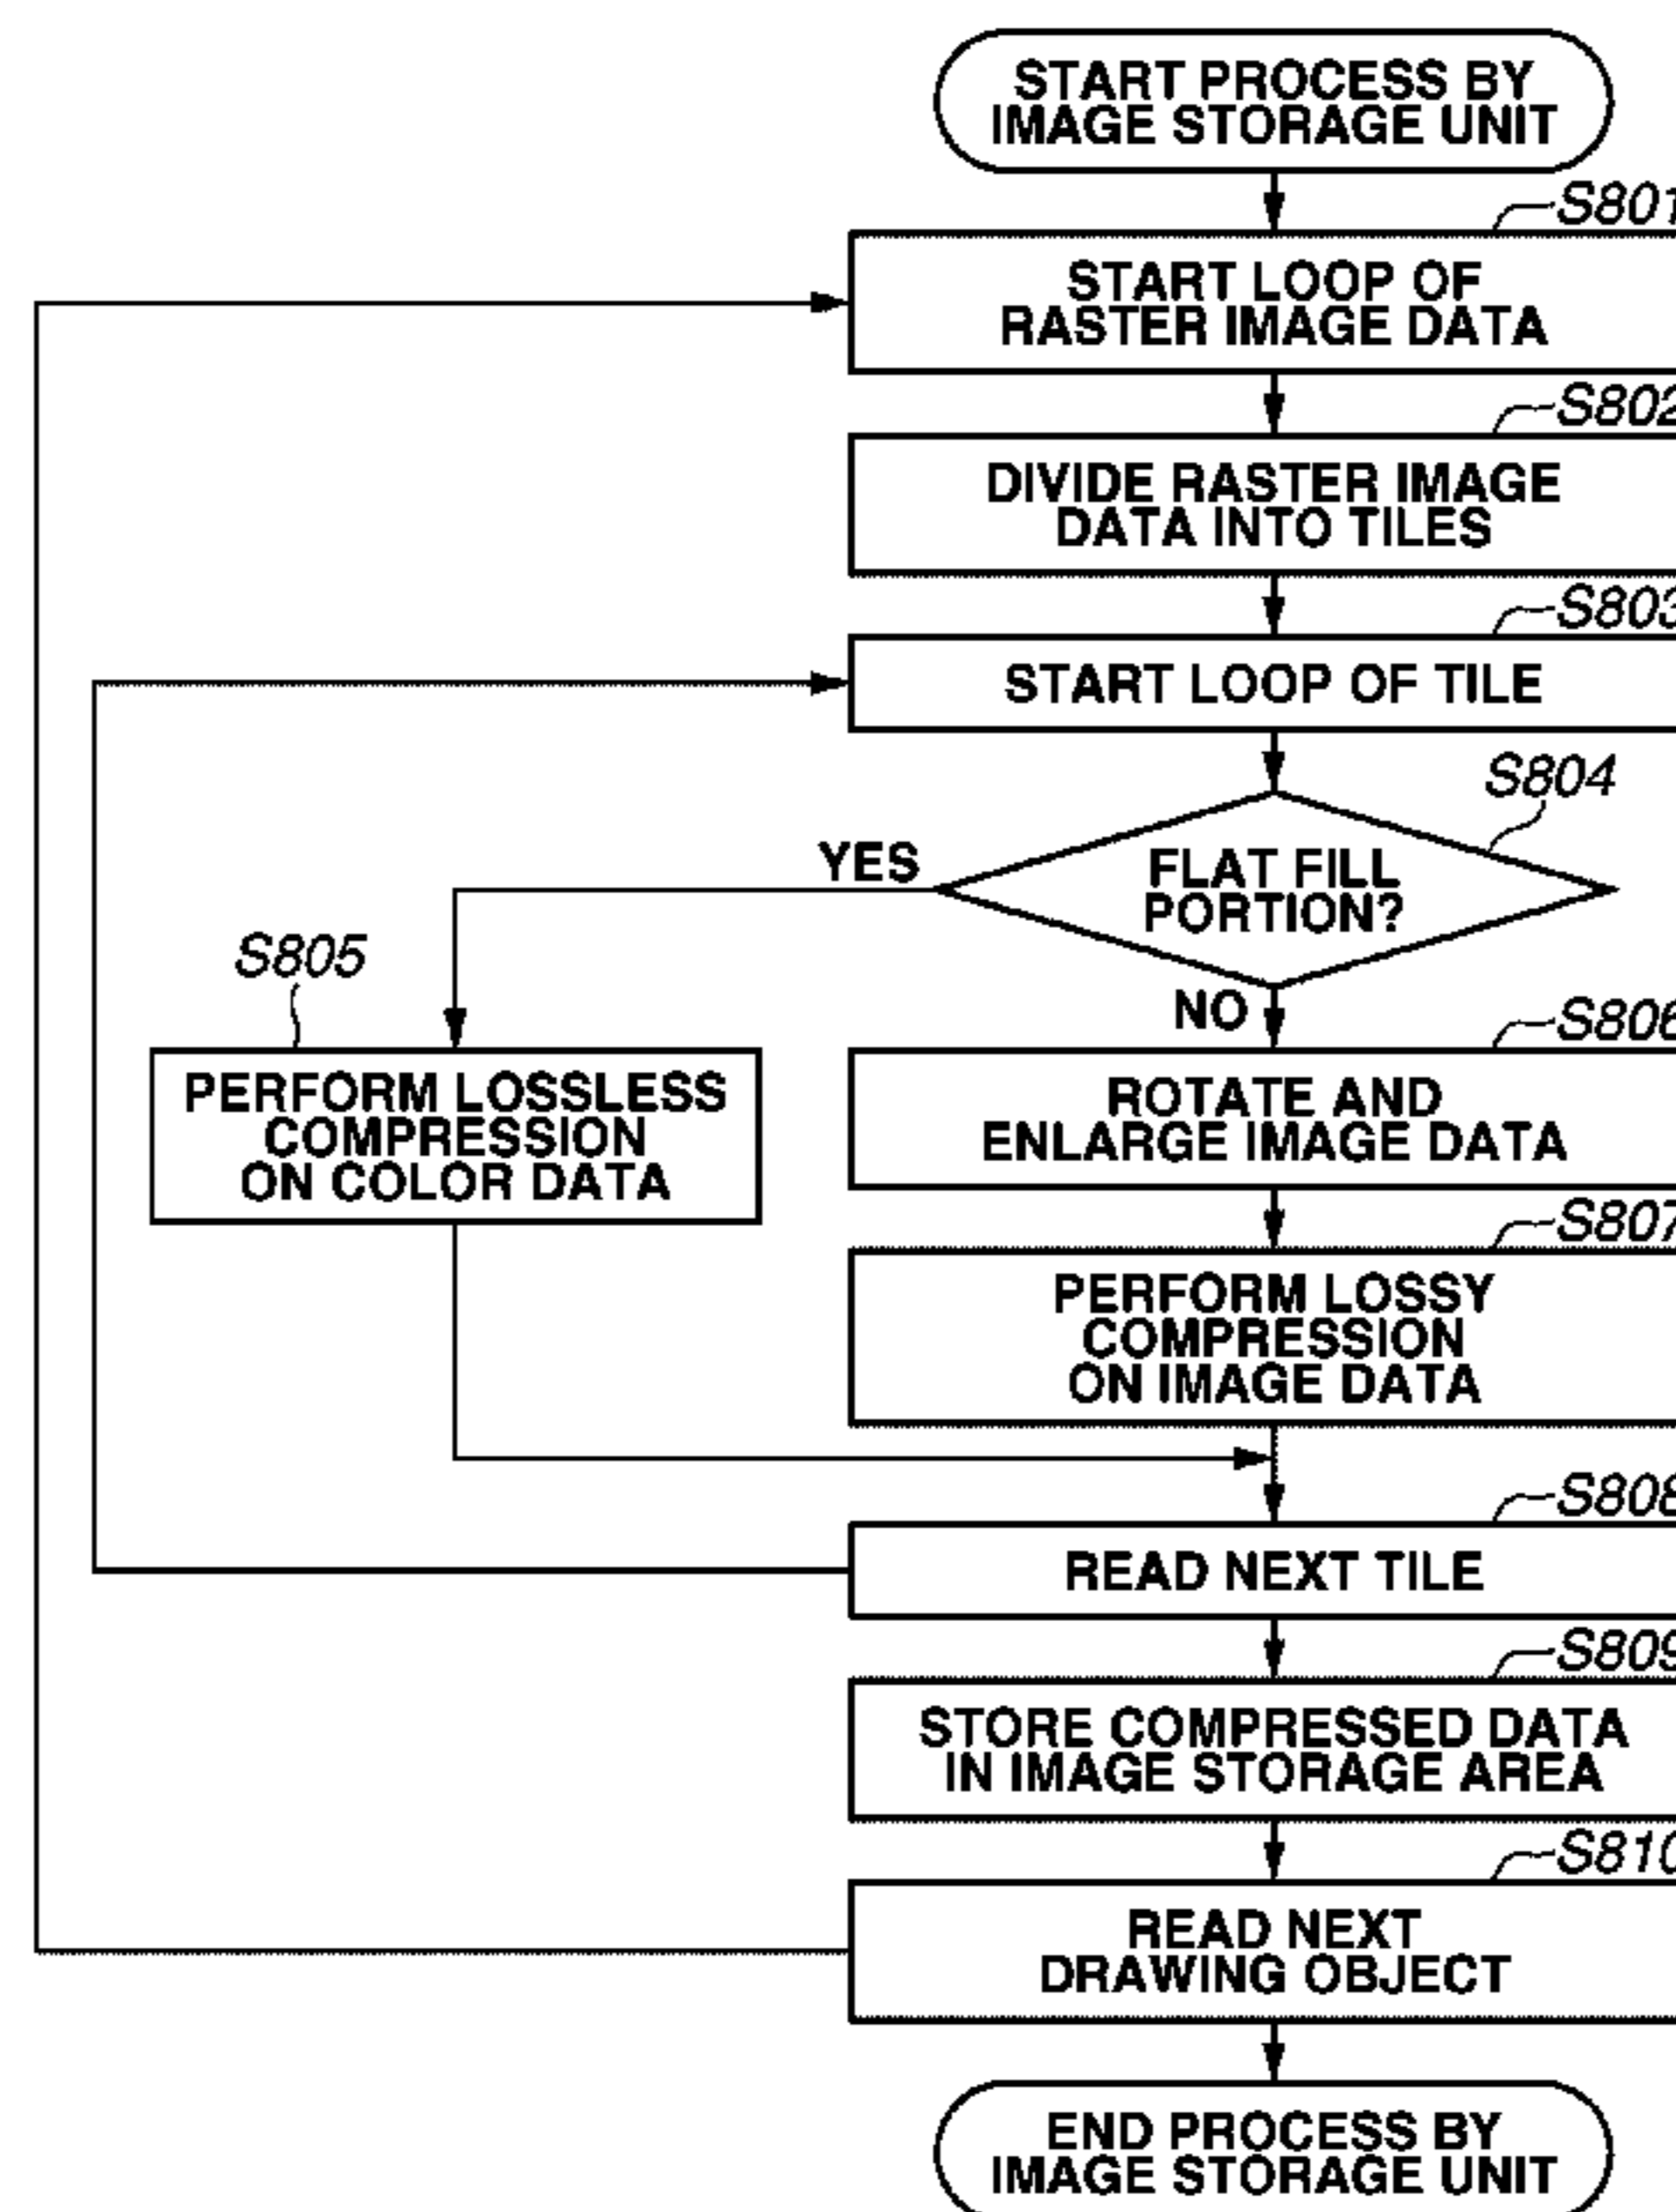 START PROCESS BY
IMAGE STORAGE UNIT
S801
START LOOP OF
RASTER IMAGE DATA
S802
DIVIDE RASTER IMAGE
DATA INTO TILES
S803
START LOOP OF TILE
S804
YES
FLAT FILL
PORTION?
S805
NO
S806
PERFORM LOSSLESS
COMPRESSION
ON COLOR DATA
ROTATE AND
ENLARGE IMAGE DATA
S807
PERFORM LOSSY
COMPRESSION
ON IMAGE DATA
S808
READ NEXT TILE
S809
STORE COMPRESSED DATA
IN IMAGE STORAGE AREA
S810
READ NEXT
DRAWING OBJECT
END PROCESS BY
IMAGE STORAGE UNIT